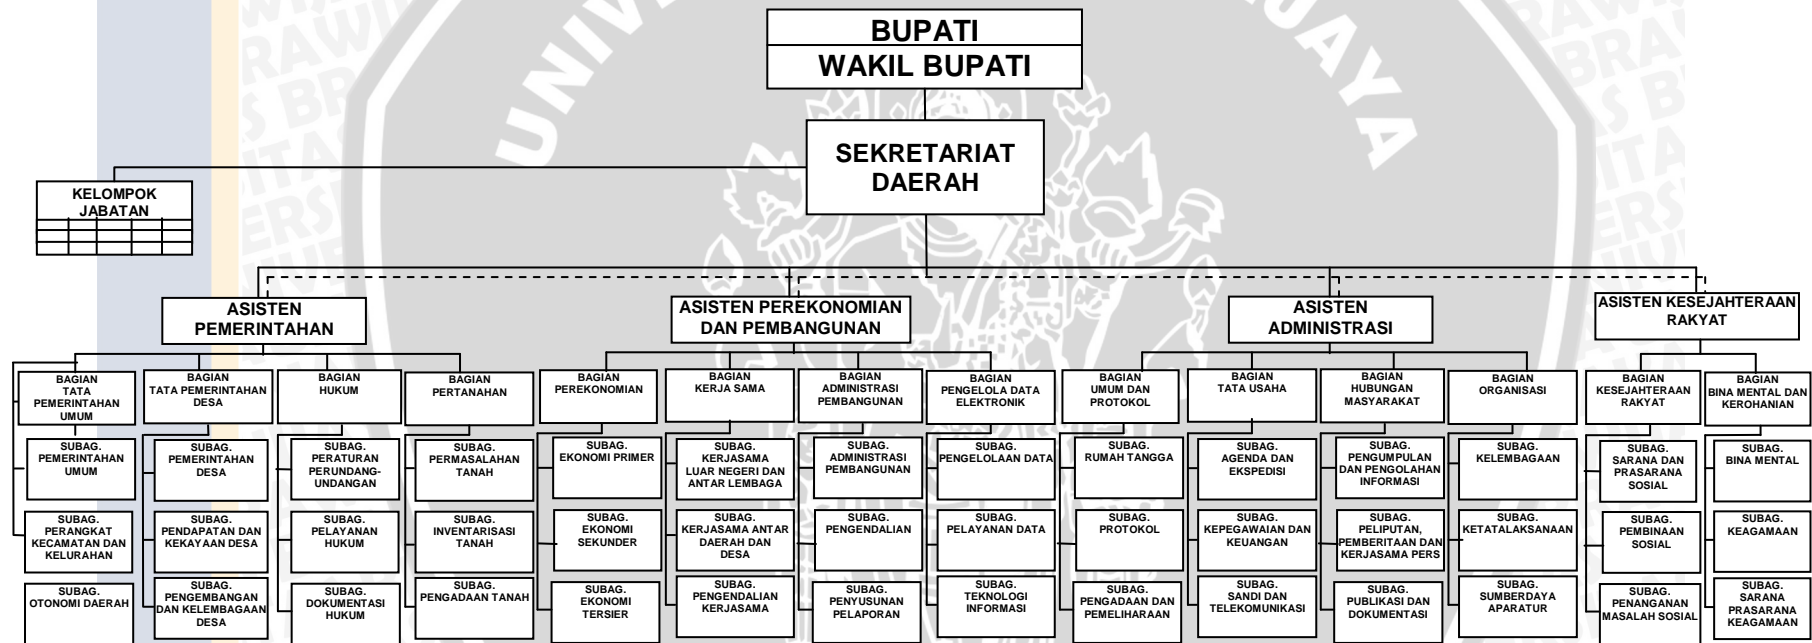 BUPATI
WAKIL BUPATI
SEKRETARIAT
DAERAH
KELOMPOK
JABATAN
ASISTEN
PEMERINTAHAN
ASISTEN PEREKONOMIAN
DAN PEMBANGUNAN
ASISTEN
ADMINISTRASI
ASISTEN KESEJAHTERAAN
RAKYAT
BAGIAN
TATA
PEMERINTAHAN
UMUM
BAGIAN
TATA PEMERINTAHAN
DESA
BAGIAN
HUKUM
BAGIAN
PERTANAHAN
BAGIAN
PEREKONOMIAN
BAGIAN
KERJA SAMA
BAGIAN
ADMINISTRASI
PEMBANGUNAN
BAGIAN
PENGELOLA DATA
ELEKTRONIK
BAGIAN
UMUM DAN
PROTOKOL
BAGIAN
TATA USAHA
BAGIAN
HUBUNGAN
MASYARAKAT
BAGIAN
ORGANISASI
BAGIAN
KESEJAHTERAAN
RAKYAT
BAGIAN
BINA MENTAL DAN
KEROHANIAN
SUBAG.
PEMERINTAHAN
UMUM
SUBAG.
PEMERINTAHAN
DESA
SUBAG.
PERATURAN
PERUNDANG-
UNDANGAN
SUBAG.
PERMASALAHAN
TANAH
SUBAG.
EKONOMI PRIMER
SUBAG.
KERJASAMA
LUAR NEGERI DAN
ANTAR LEMBAGA
SUBAG.
ADMINISTRASI
PEMBANGUNAN
SUBAG.
PENGELOLAAN DATA
SUBAG.
RUMAH TANGGA
SUBAG.
AGENDA DAN
EKSPEDISI
SUBAG.
PENGUMPULAN
DAN PENGOLAHAN
INFORMASI
SUBAG.
KELEMBAGAAN
SUBAG.
SARANA DAN
PRASARANA
SOSIAL
SUBAG.
BINA MENTAL
SUBAG.
PERANGKAT
KECAMATAN DAN
KELURAHAN
SUBAG.
PENDAPATAN DAN
KEKAYAAN DESA
SUBAG.
PELAYANAN
HUKUM
SUBAG.
INVENTARISASI
TANAH
SUBAG.
EKONOMI
SEKUNDER
SUBAG.
KERJASAMA ANTAR
DAERAH DAN
DESA
SUBAG.
PENGENDALIAN
SUBAG.
PELAYANAN DATA
SUBAG.
PROTOKOL
SUBAG.
KEPEGAWAIAN DAN
KEUANGAN
SUBAG.
PELIPUTAN,
PEMBERITAAN DAN
KERJASAMA PERS
SUBAG.
KETATALAKSANAAN
SUBAG.
PEMBINAAN
SOSIAL
SUBAG.
KEAGAMAAN
SUBAG.
OTONOMI DAERAH
SUBAG.
PENGEMBANGAN
DAN KELEMBAGAAN
DESA
SUBAG.
DOKUMENTASI
HUKUM
SUBAG.
PENGADAAN TANAH
SUBAG.
EKONOMI
TERSIER
SUBAG.
PENGENDALIAN
KERJASAMA
SUBAG.
PENYUSUNAN
PELAPORAN
SUBAG.
TEKNOLOGI
INFORMASI
SUBAG.
PENGADAAN DAN
PEMELIHARAAN
SUBAG.
SANDI DAN
TELEKOMUNIKASI
SUBAG.
PUBLIKASI DAN
DOKUMENTASI
SUBAG.
SUMBERDAYA
APARATUR
SUBAG.
PENANGANAN
MASALAH SOSIAL
SUBAG.
SARANA
PRASARANA
KEAGAMAAN